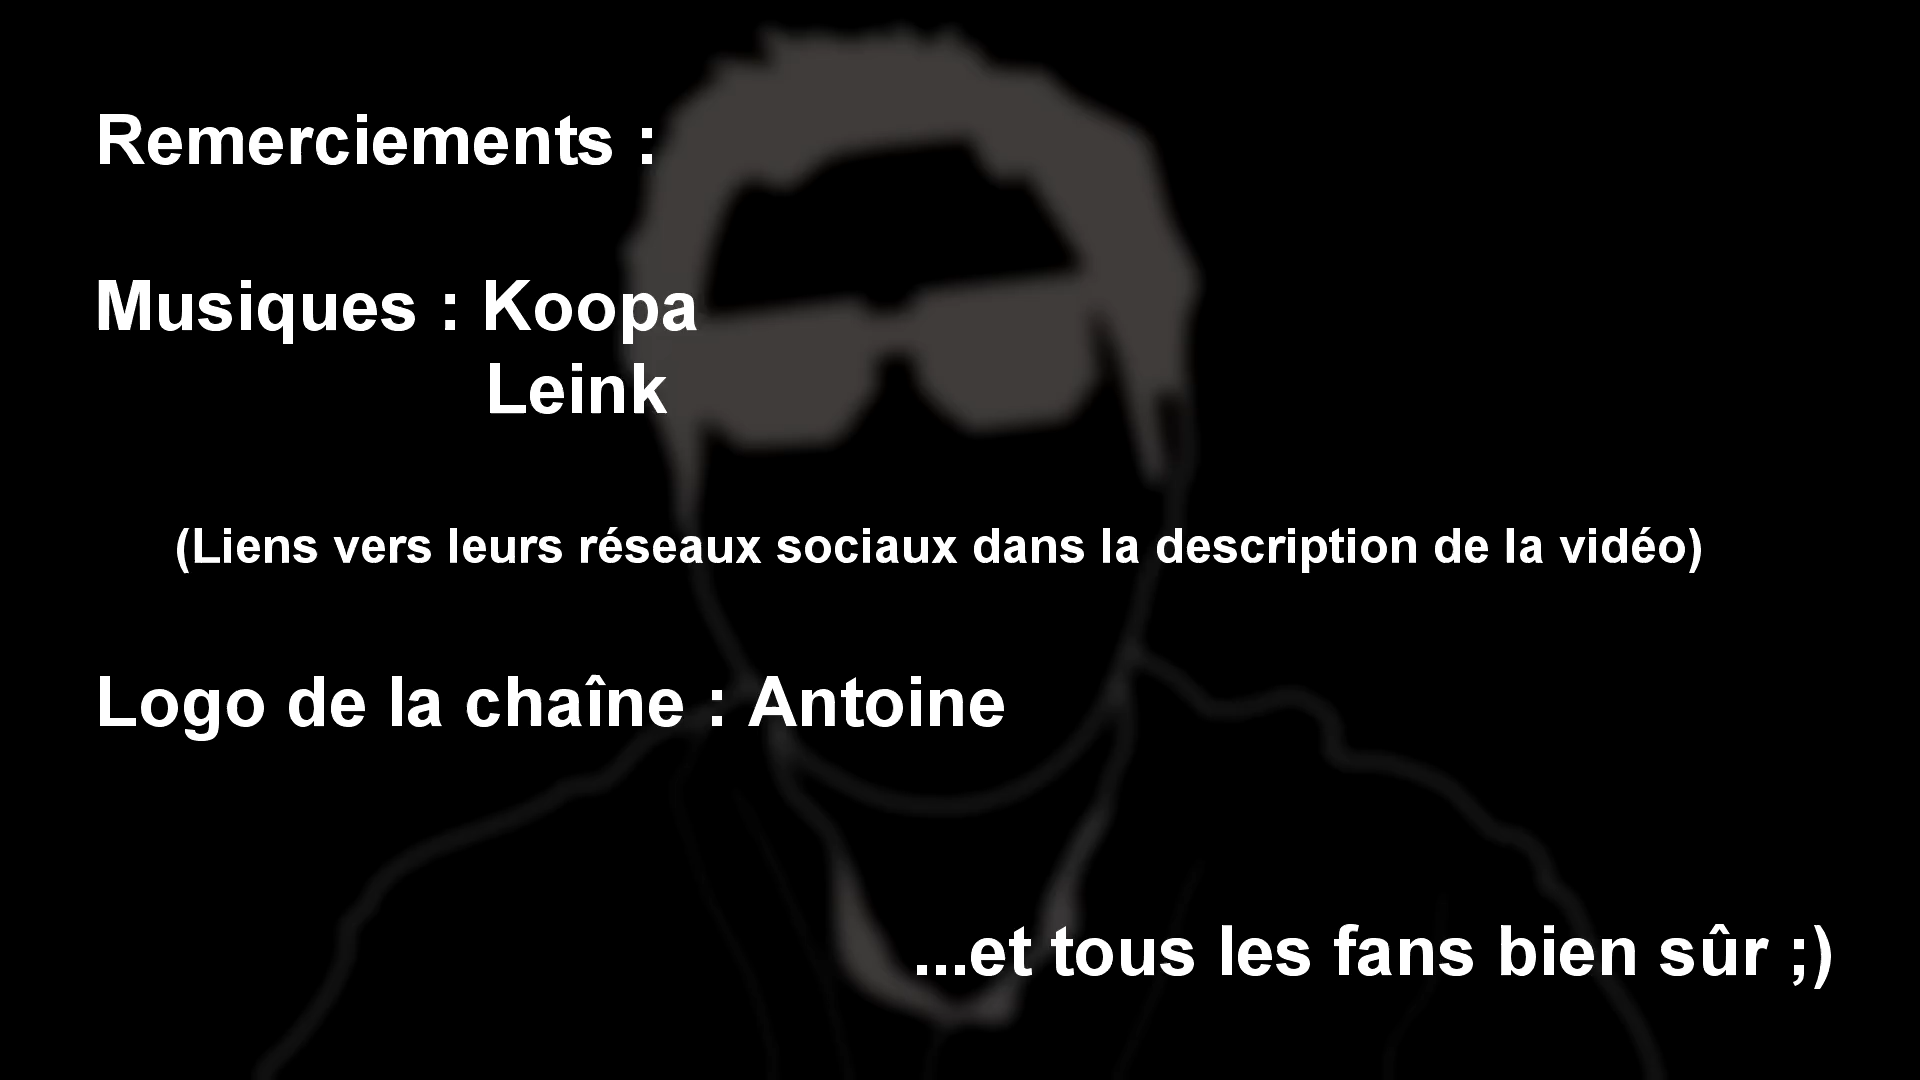 Remerciements :
Musiques : Koopa
Leink
(Liens vers leurs réseaux sociaux dans la description de la vidéo)
Logo de la chaîne : Antoine
...et tous les fans bien sûr ;)